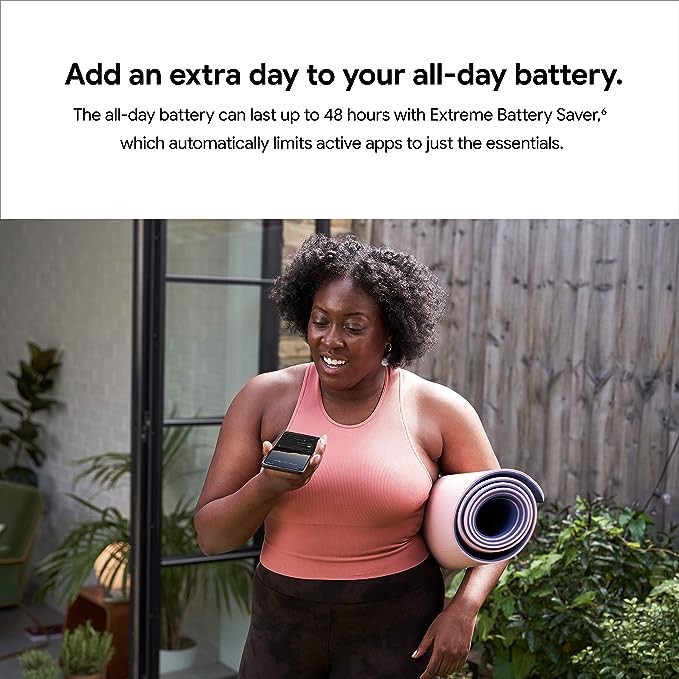 Add an extra day to your all-day battery.
The all-day battery can last up to 48 hours with Extreme Battery Saver,⁶
which automatically limits active apps to just the essentials.